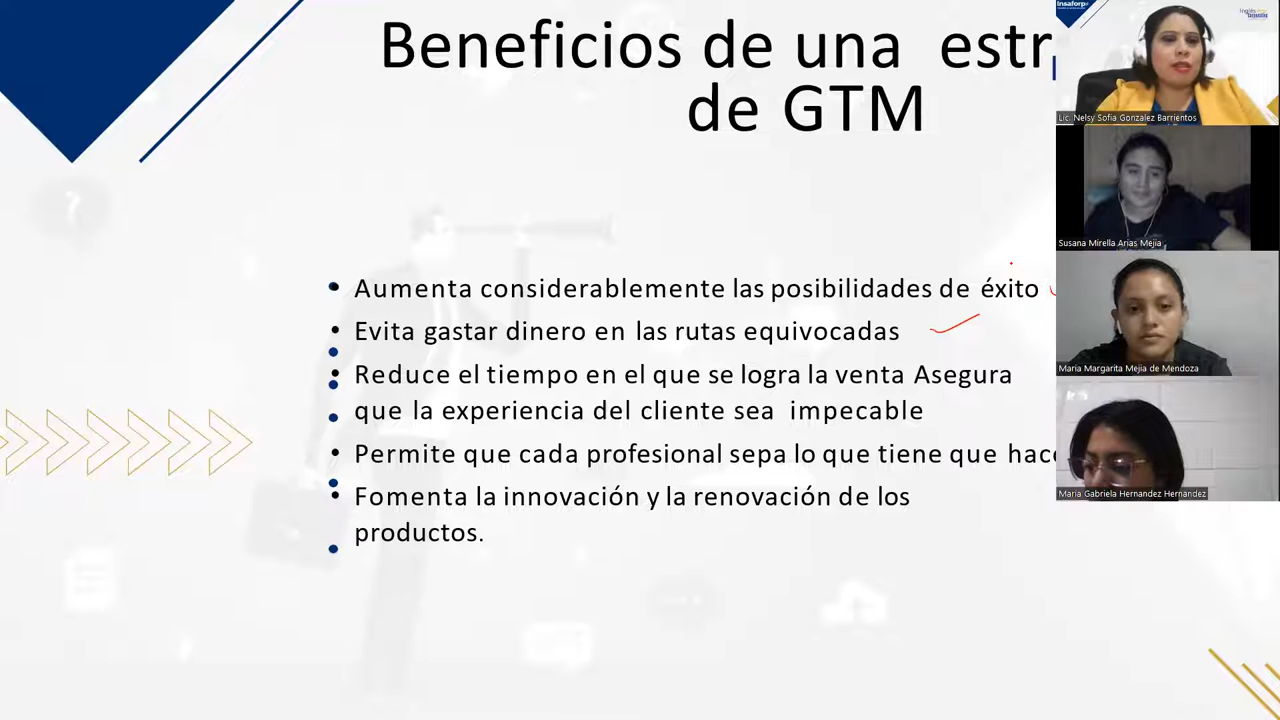 Beneficios de una estr
de GTM
• Aumenta considerablemente las posibilidades de éxito
• Evita gastar dinero en las rutas equivocadas
• Reduce el tiempo en el que se logra la venta Asegura
que la experiencia del cliente sea impecable
• Permite que cada profesional sepa lo que tiene que hac
• Fomenta la innovación y la renovación de los
productos.
Insaforp
Lic. Nelsy Sofia Gonzalez Barrientos
Susana Mirella Arias Mejia
Maria Margarita Mejia de Mendoza
Maria Gabriela Hernandez Hernandez